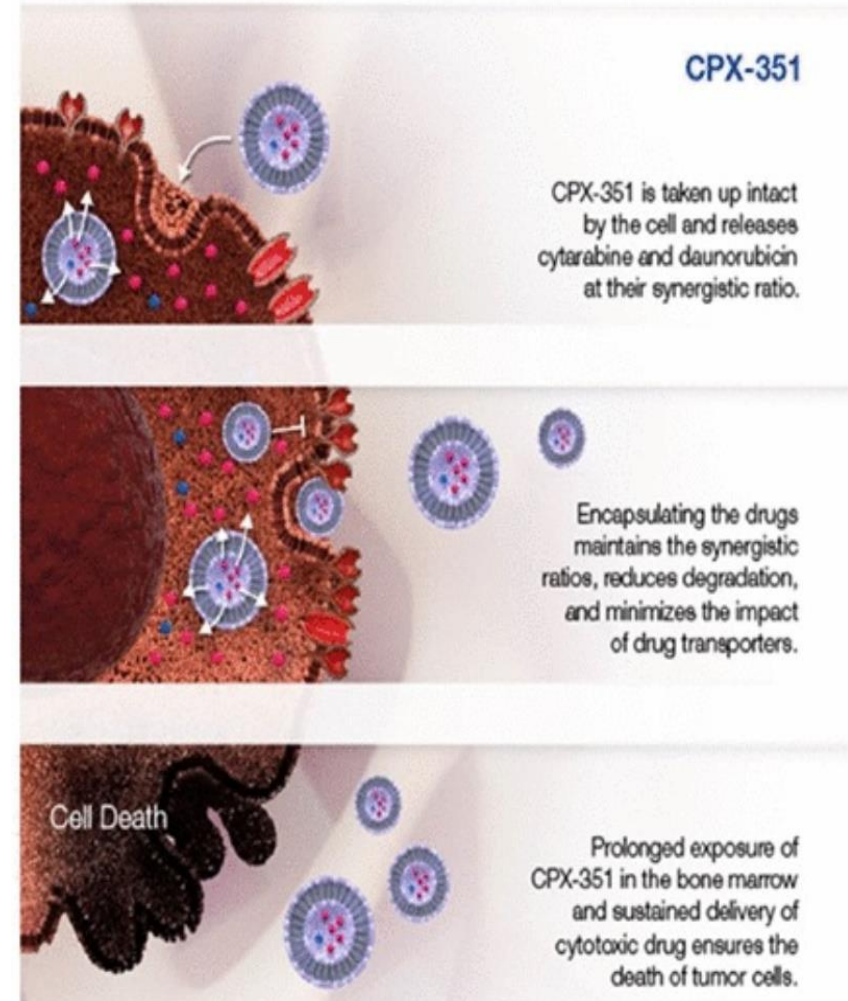 CPX-351
CPX-351 is taken up intact
by the cell and releases
cytarabine and daunorubicin
at their synergistic ratio.
Encapsulating the drugs
maintains the synergistic
ratios, reduces degradation,
and minimizes the impact
of drug transporters.
Cell Death
Prolonged exposure of
CPX-351 in the bone marrow
and sustained delivery of
cytotoxic drug ensures the
death of tumor cells.